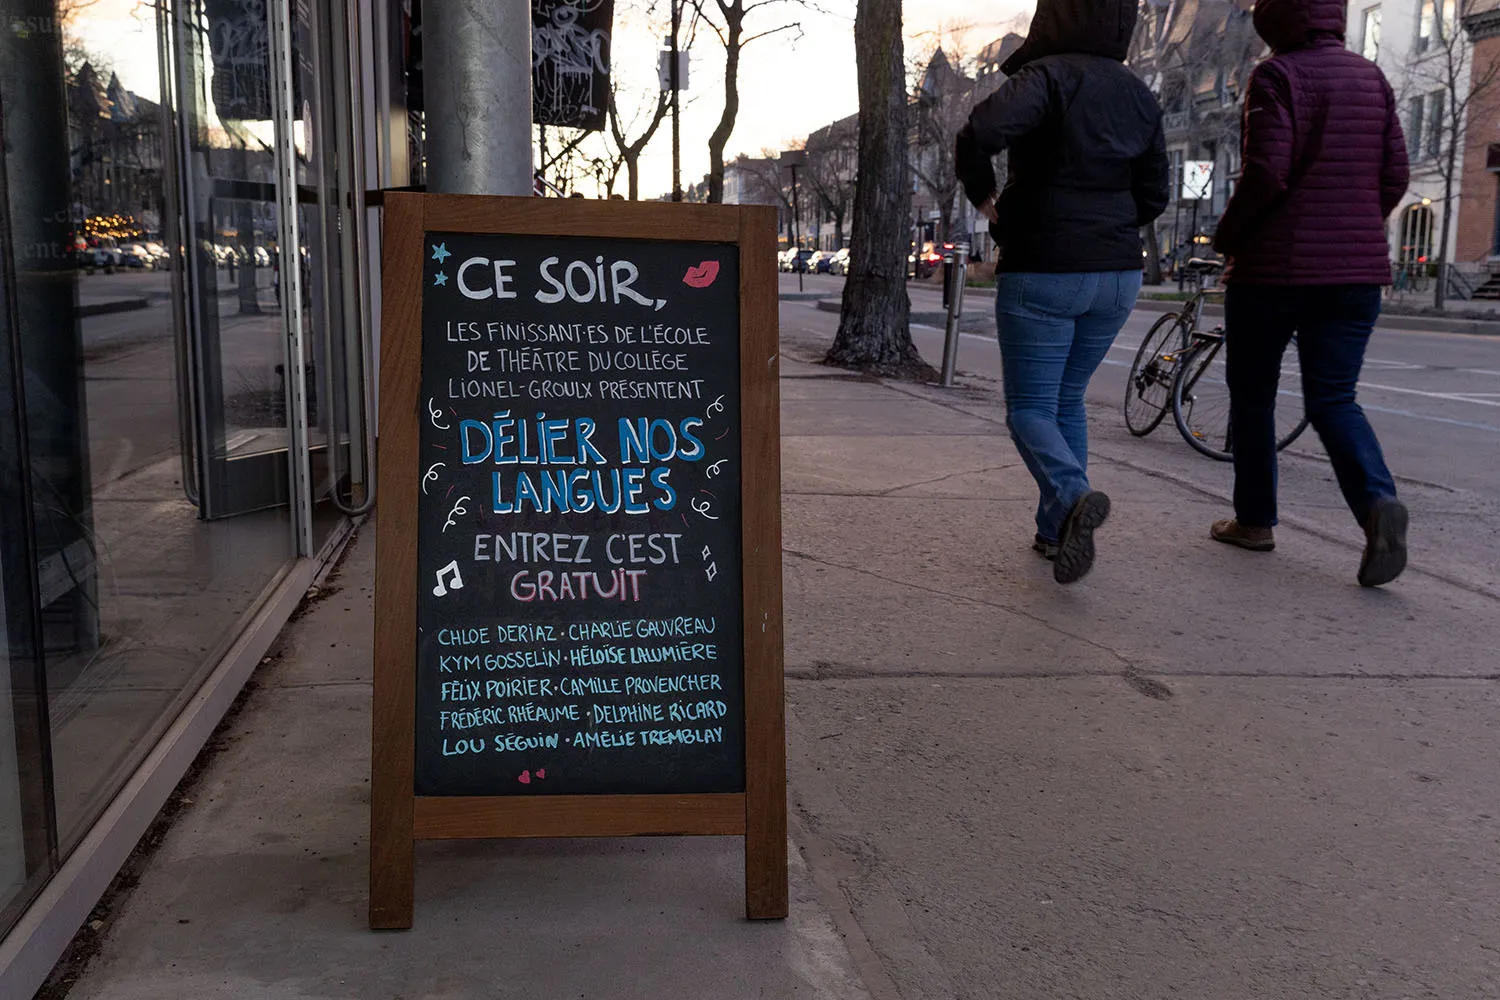 CE SOIR,
LES FINISSANT·ES DE L'ÉCOLE
DE THÉÂTRE DU COLLÈGE
LIONEL-GROULX PRÉSENTENT
DÉLIER NOS
LANGUES
ENTREZ C'EST
GRATUIT
CHLOE DERIAZ · CHARLIE GAUVREAU
KYM GOSSELIN · HÉLOÏSE LALUMIÈRE
FÉLIX POIRIER · CAMILLE PROVENCHER
FRÉDÉRIC RHÉAUME · DELPHINE RICARD
LOU SÉGUIN · AMÉLIE TREMBLAY